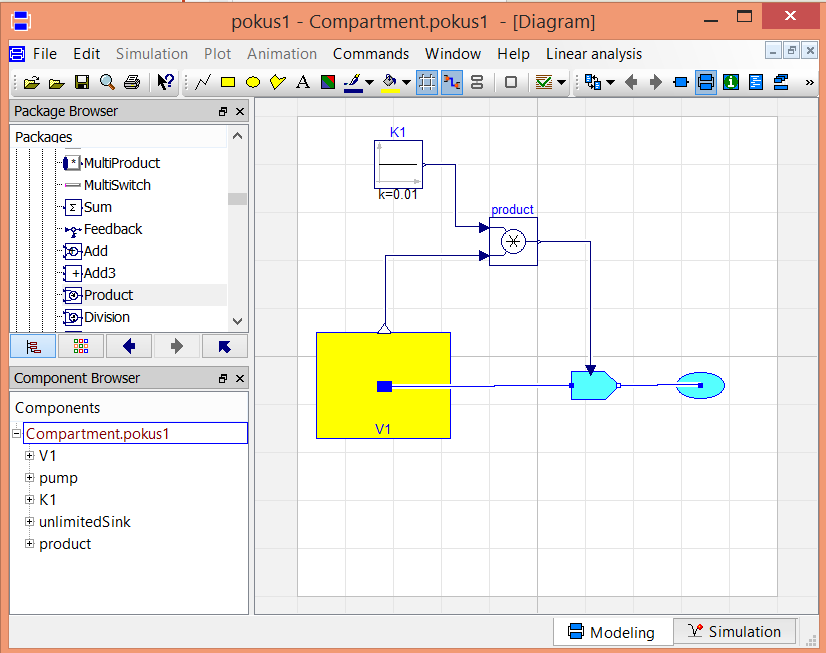 pokus1 - Compartment.pokus1 - [Diagram]
File Edit Simulation Plot Animation Commands Window Help Linear analysis
A
Package Browser
Packages
MultiProduct
MultiSwitch
Sum
Feedback
Add
Add3
Product
Division
Component Browser
Components
Compartment.pokus1
V1
pump
K1
unlimitedSink
product
K1
k=0.01
product
V1
Modeling Simulation